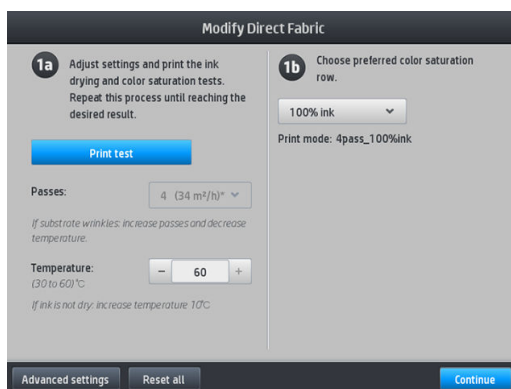 Modify Direct Fabric
1a
Adjust settings and print the ink
drying and color saturation tests.
Repeat this process until reaching the
desired result.
Print test
Passes:
4 (34 m²/h)*
If substrate wrinkles: increase passes and decrease
temperature.
Temperature:
(30 to 60) °C
− 60 +
If ink is not dry: increase temperature 10°C
1b
Choose preferred color saturation
row.
100% ink
Print mode: 4pass_100%ink
Advanced settings
Reset all
Continue